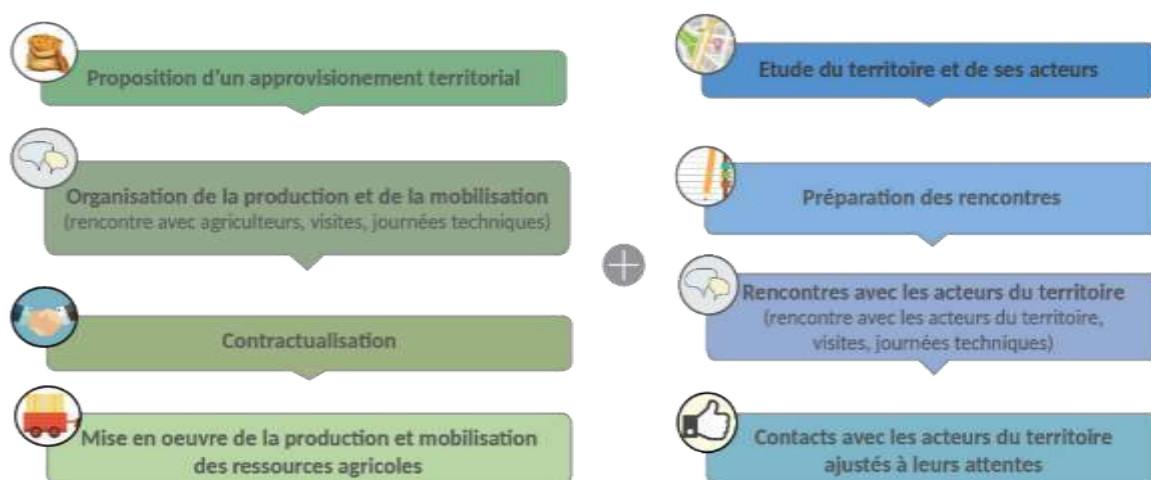 Proposition d'un approvisionement territorial
Organisation de la production et de la mobilisation
(rencontre avec agriculteurs, visites, journées techniques)
Contractualisation
Mise en oeuvre de la production et mobilisation
des ressources agricoles
Etude du territoire et de ses acteurs
Préparation des rencontres
Rencontres avec les acteurs du territoire
(rencontre avec les acteurs du territoire,
visites, journées techniques)
Contacts avec les acteurs du territoire
ajustés à leurs attentes